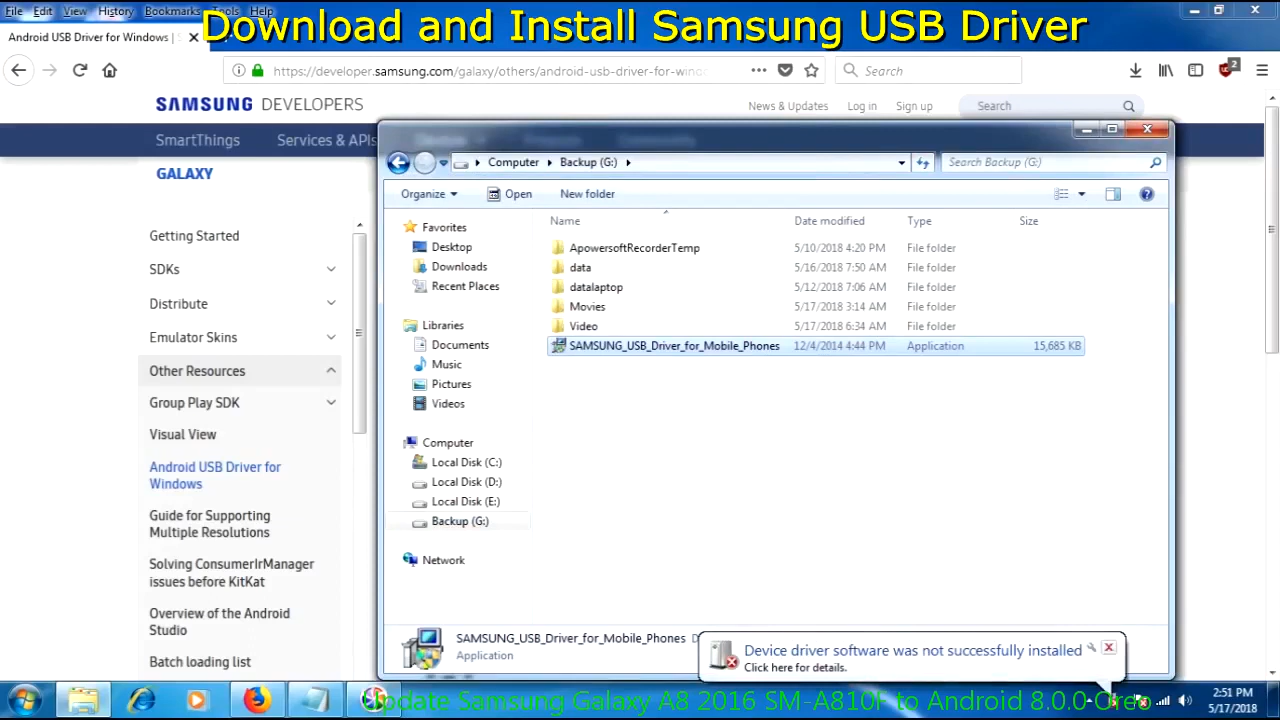 File Edit View History Bookmarks Tools Help
Download and Install Samsung USB Driver
Android USB Driver for Windows |
https://developer.samsung.com/galaxy/others/android-usb-driver-for-windo
Search
2
SAMSUNG DEVELOPERS
News & Updates Log in Sign up Search
SmartThings Services & APIs
GALAXY
Getting Started
SDKs
Distribute
Emulator Skins
Other Resources
Group Play SDK
Visual View
Android USB Driver for
Windows
Guide for Supporting
Multiple Resolutions
Solving ConsumerIrManager
issues before KitKat
Overview of the Android
Studio
Batch loading list
Computer Backup (G:)
Search Backup (G:)
Organize Open New folder
Favorites
Desktop
Downloads
Recent Places
Libraries
Documents
Music
Pictures
Videos
Computer
Local Disk (C:)
Local Disk (D:)
Local Disk (E:)
Backup (G:)
Network
Name Date modified Type Size
ApowersoftRecorderTemp 5/10/2018 4:20 PM File folder
data 5/16/2018 7:50 AM File folder
datalaptop 5/12/2018 7:06 AM File folder
Movies 5/17/2018 3:14 AM File folder
Video 5/17/2018 6:34 AM File folder
SAMSUNG_USB_Driver_for_Mobile_Phones 12/4/2014 4:44 PM Application 15,685 KB
SAMSUNG_USB_Driver_for_Mobile_Phones
Application
Device driver software was not successfully installed
Click here for details.
Update Samsung Galaxy A8 2016 SM-A810F to Android 8.0.0 Oreo
2:51 PM
5/17/2018